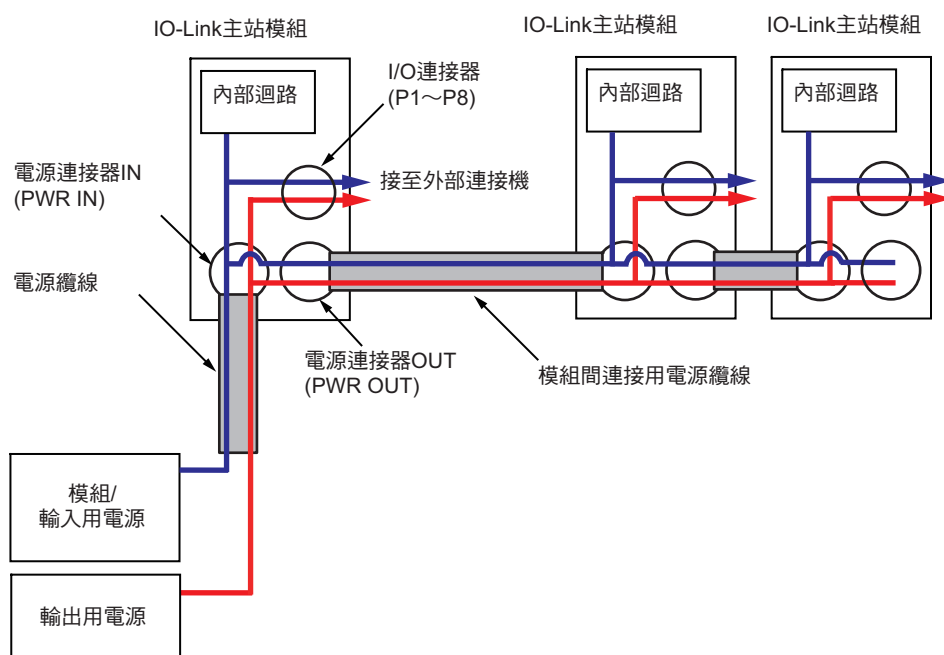 IO-Link主站模組
IO-Link主站模組
IO-Link主站模組
I/O連接器
(P1～P8)
內部迴路
內部迴路
內部迴路
電源連接器IN
(PWR IN)
接至外部連接機
電源纜線
電源連接器OUT
(PWR OUT)
模組間連接用電源纜線
模組/
輸入用電源
輸出用電源